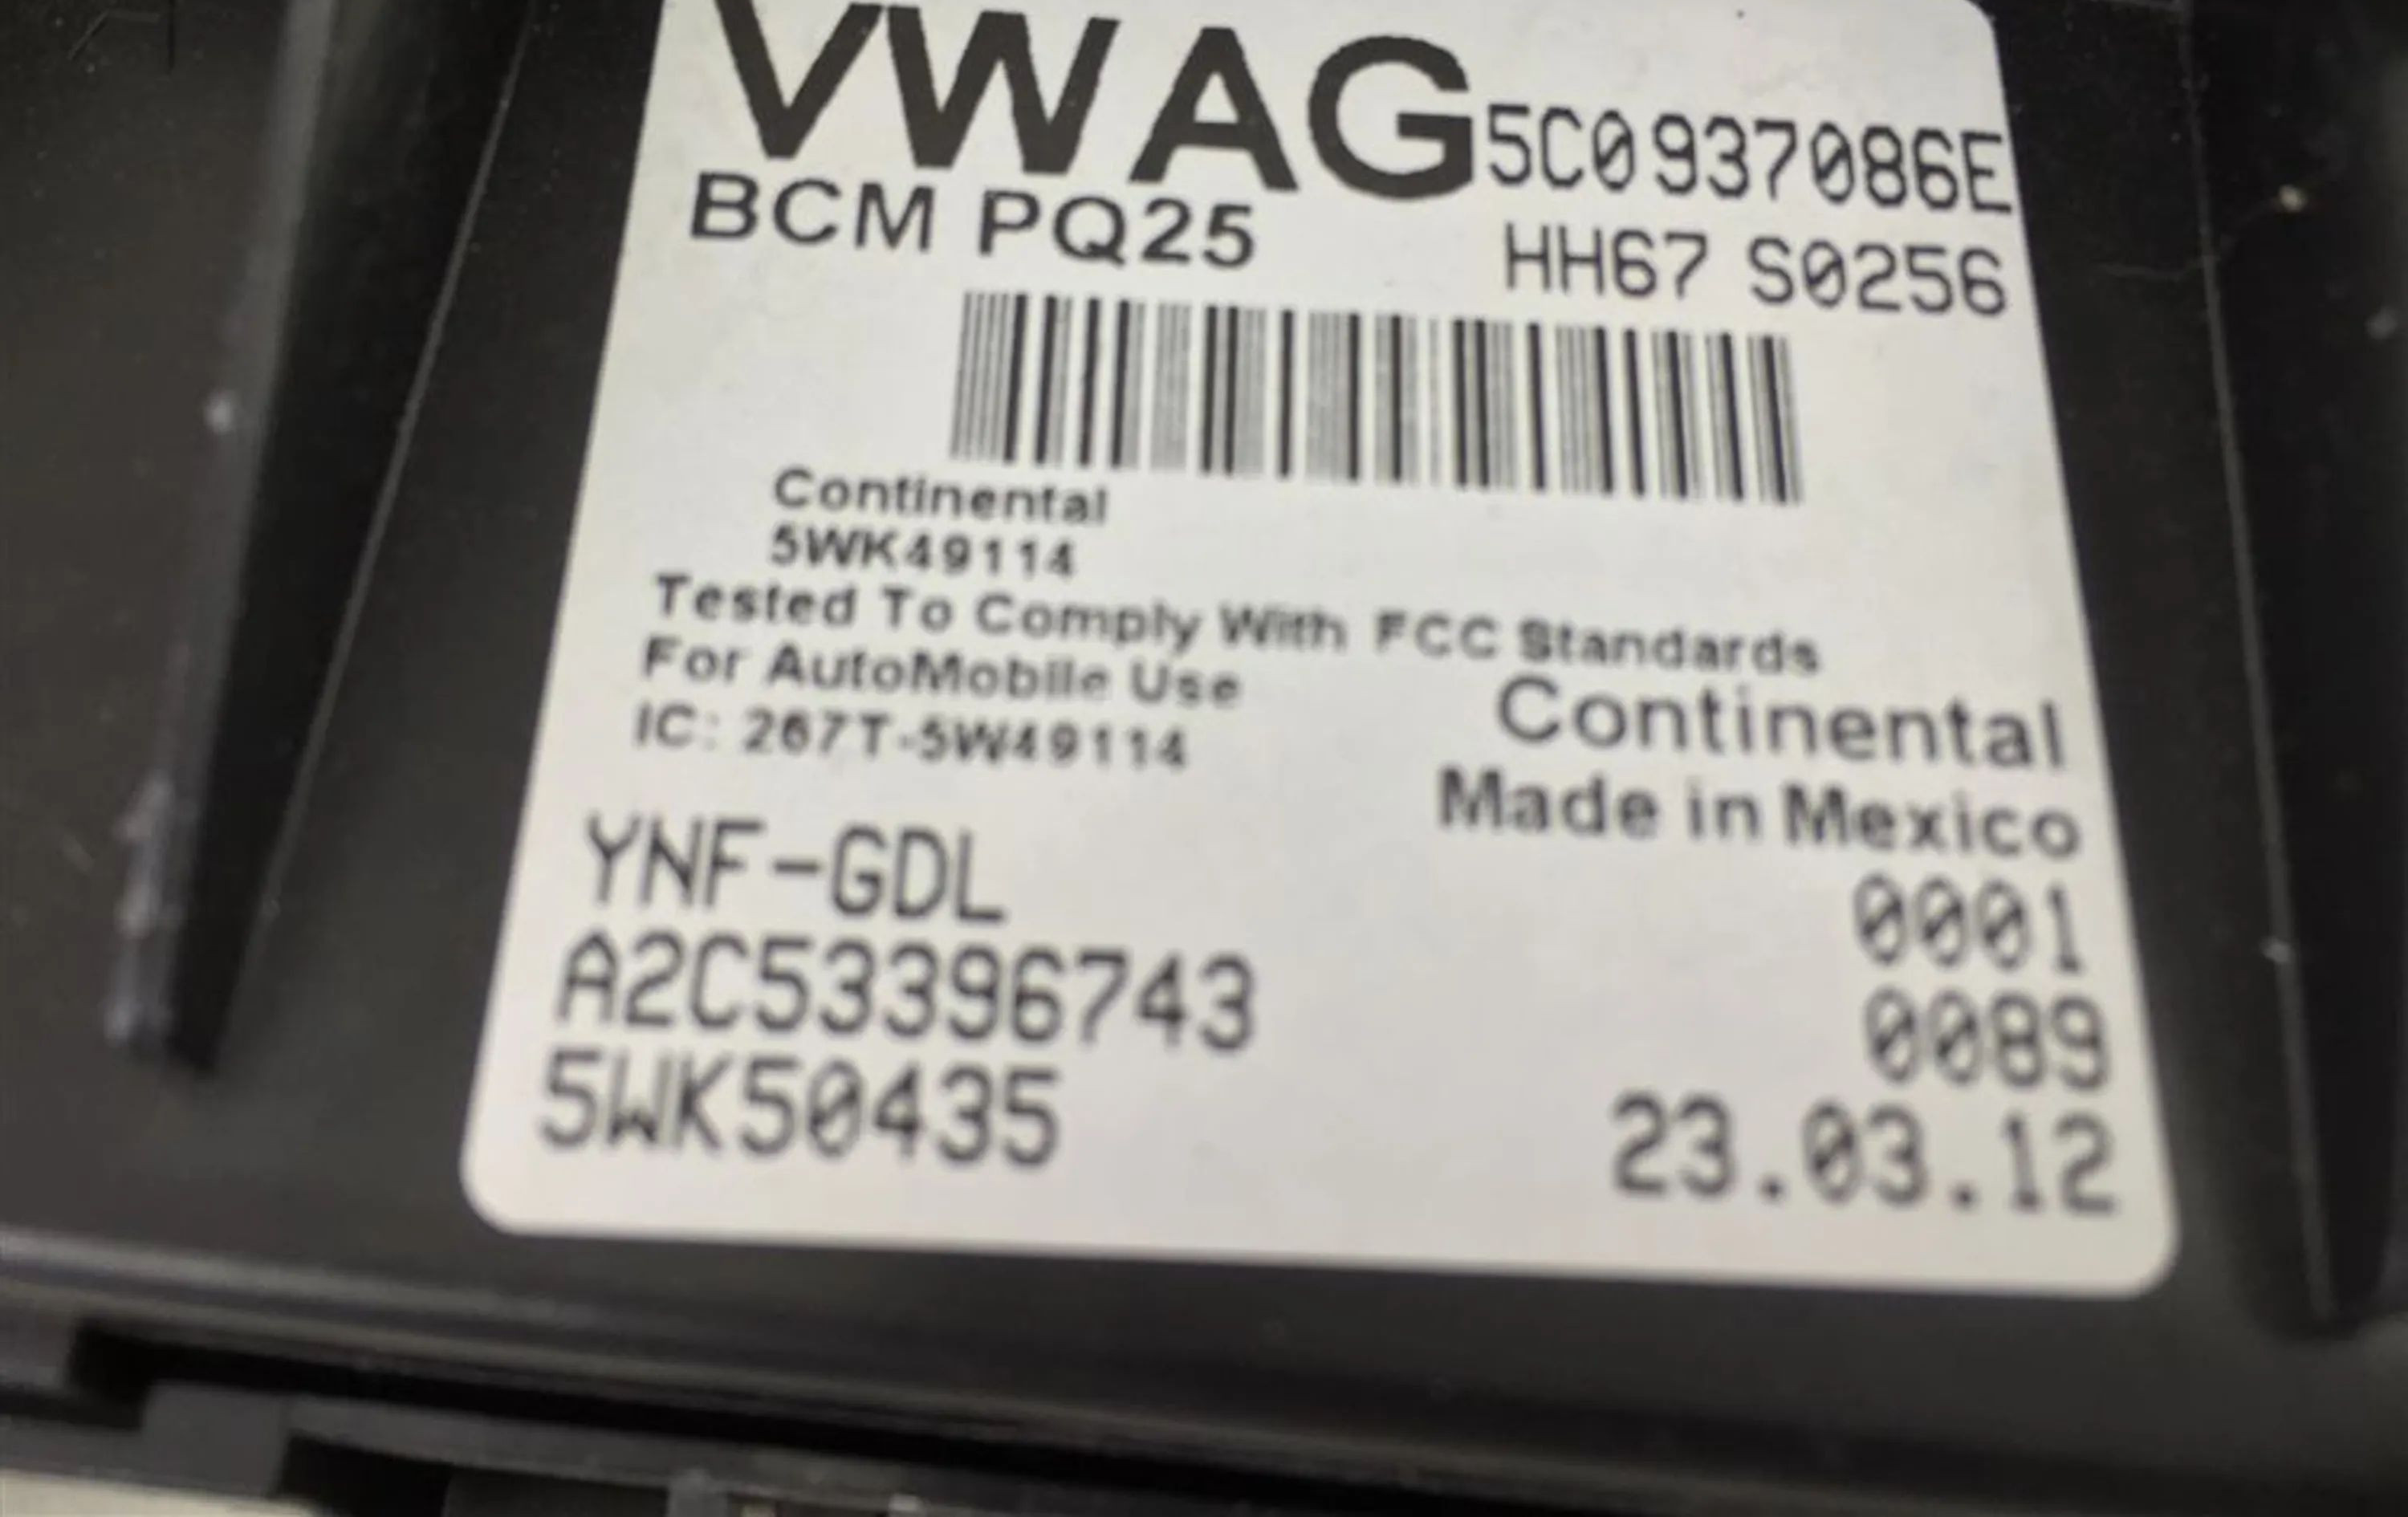 VWAG 5C0937086E
BCM PQ25
HH67 S0256
Continental
5WK49114
Tested To Comply With FCC Standards
For AutoMobile Use
IC: 267T-5W49114
Continental
Made in Mexico
YNF-GDL
0001
A2C53396743
0089
5WK50435
23.03.12